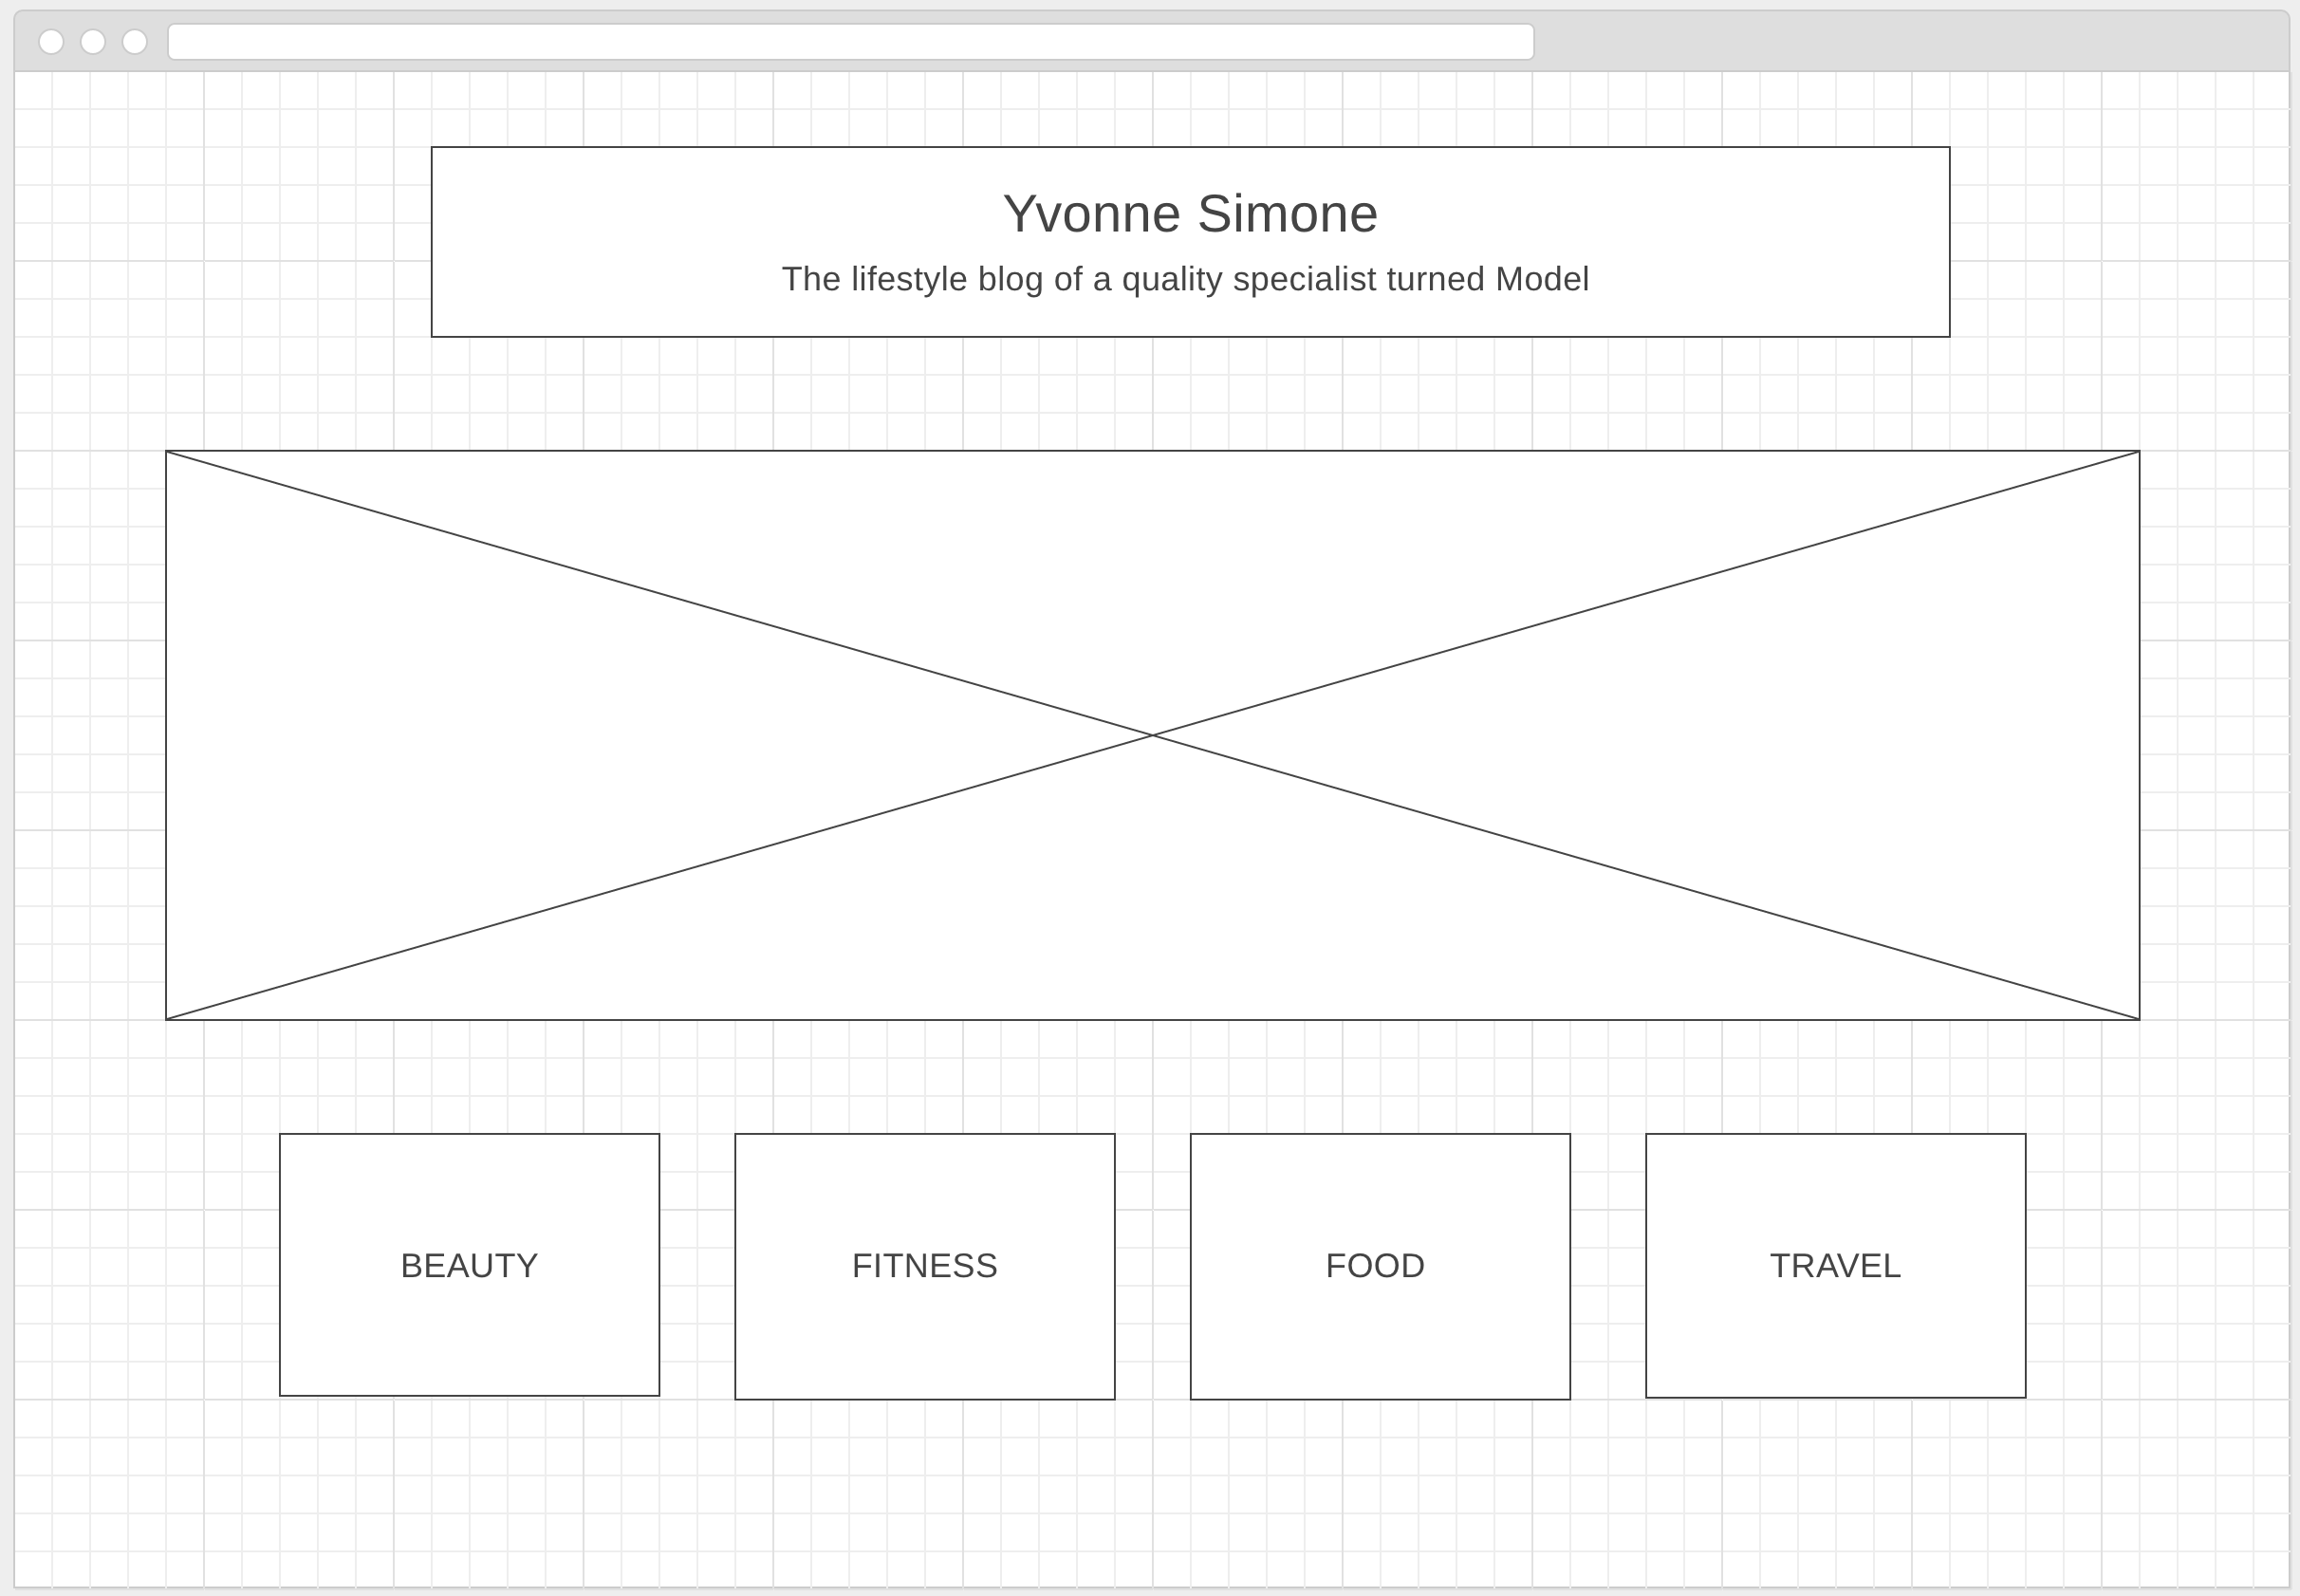 Yvonne Simone
The lifestyle blog of a quality specialist turned Model
BEAUTY
FITNESS
FOOD
TRAVEL